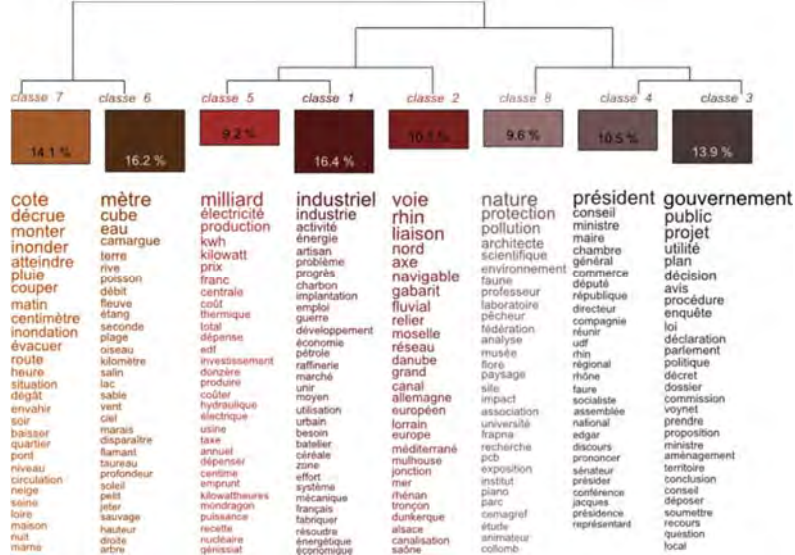 classe 7
classe 6
classe 5
classe 1
classe 2
classe 8
classe 4
classe 3
14.1 %
16.2 %
9.2 %
16.4 %
10.1 %
9.6 %
10.5 %
13.9 %
cote
décrue
monter
inonder
atteindre
pluie
couper
matin
centimètre
inondation
évacuer
route
heure
situation
dégât
envahir
soir
baisser
quartier
pont
niveau
circulation
neige
seine
loire
maison
nuit
marne
mètre
cube
eau
camargue
terre
rive
poisson
débit
fleuve
étang
seconde
plage
oiseau
kilomètre
salin
lac
sable
vent
ciel
marais
disparaître
flamant
taureau
profondeur
soleil
petit
jeter
sauvage
hauteur
droite
arbre
milliard
électricité
production
kwh
kilowatt
prix
franc
centrale
coût
thermique
total
dépense
edf
investissement
donzère
produire
coûter
hydraulique
électrique
usine
taxe
annuel
dépenser
centime
emprunt
kilowattheures
mondragon
puissance
recette
nucléaire
génissiat
industriel
industrie
activité
énergie
artisan
problème
progrès
charbon
implantation
emploi
guerre
développement
économie
pétrole
raffinerie
marché
unir
moyen
utilisation
urbain
besoin
batelier
céréale
zone
effort
système
mécanique
français
fabriquer
résoudre
énergétique
économique
voie
rhin
liaison
nord
axe
navigable
gabarit
fluvial
relier
moselle
réseau
danube
grand
canal
allemagne
européen
lorrain
europe
méditerrané
mulhouse
jonction
mer
rhénan
tronçon
dunkerque
alsace
canalisation
saône
nature
protection
pollution
architecte
scientifique
environnement
faune
professeur
laboratoire
pêcheur
fédération
analyse
musée
flore
paysage
site
impact
association
université
frapna
recherche
pcb
exposition
institut
piano
parc
cemagref
étude
animateur
collomb
président
conseil
ministre
maire
chambre
général
commerce
député
république
directeur
compagnie
réunir
udf
rhin
régional
rhône
faure
socialiste
assemblée
national
edgar
discours
prononcer
sénateur
présider
conférence
jacques
présidence
représentard
gouvernement
public
projet
utilité
plan
décision
avis
procédure
enquête
loi
déclaration
parlement
politique
décret
dossier
commission
voynet
prendre
proposition
ministre
aménagement
territoire
conclusion
conseil
déposer
soumettre
recours
question
local